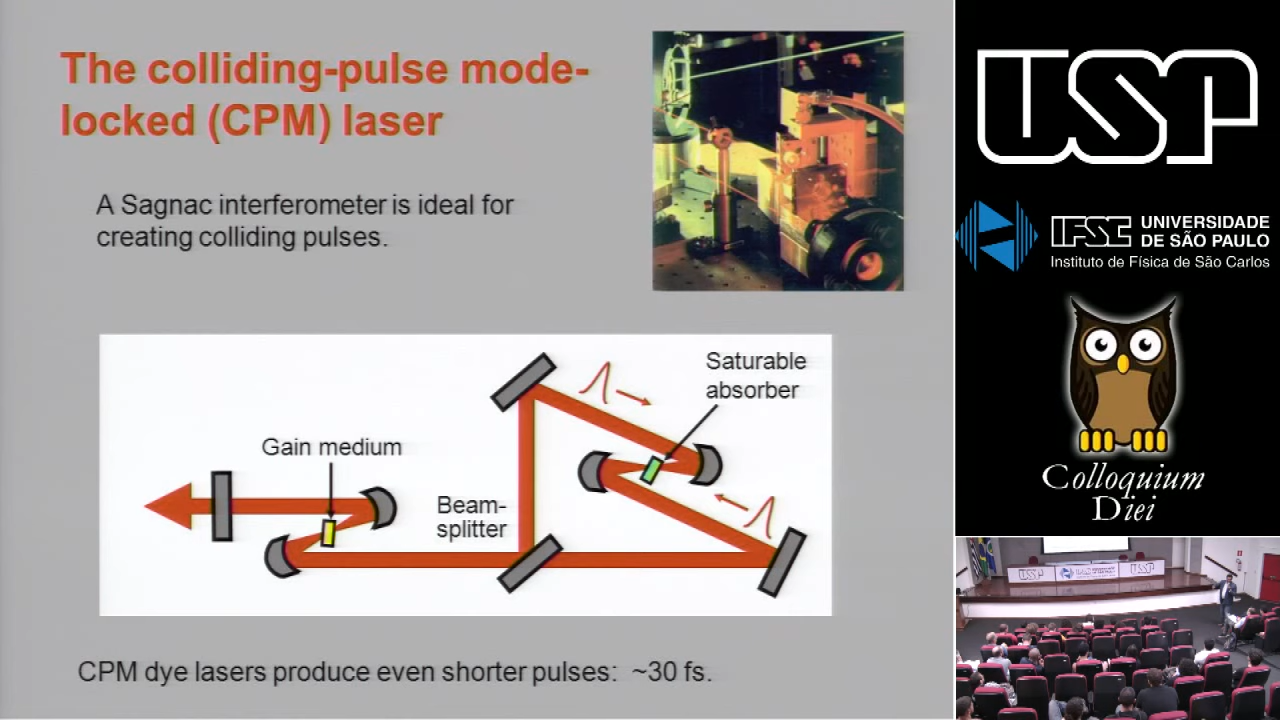 The colliding-pulse mode-
locked (CPM) laser
A Sagnac interferometer is ideal for
creating colliding pulses.
Saturable
absorber
Gain medium
Beam-
splitter
CPM dye lasers produce even shorter pulses: ~30 fs.
USP
IFSC
UNIVERSIDADE
DE SÃO PAULO
Instituto de Física de São Carlos
Colloquium
Diei
USP
USP